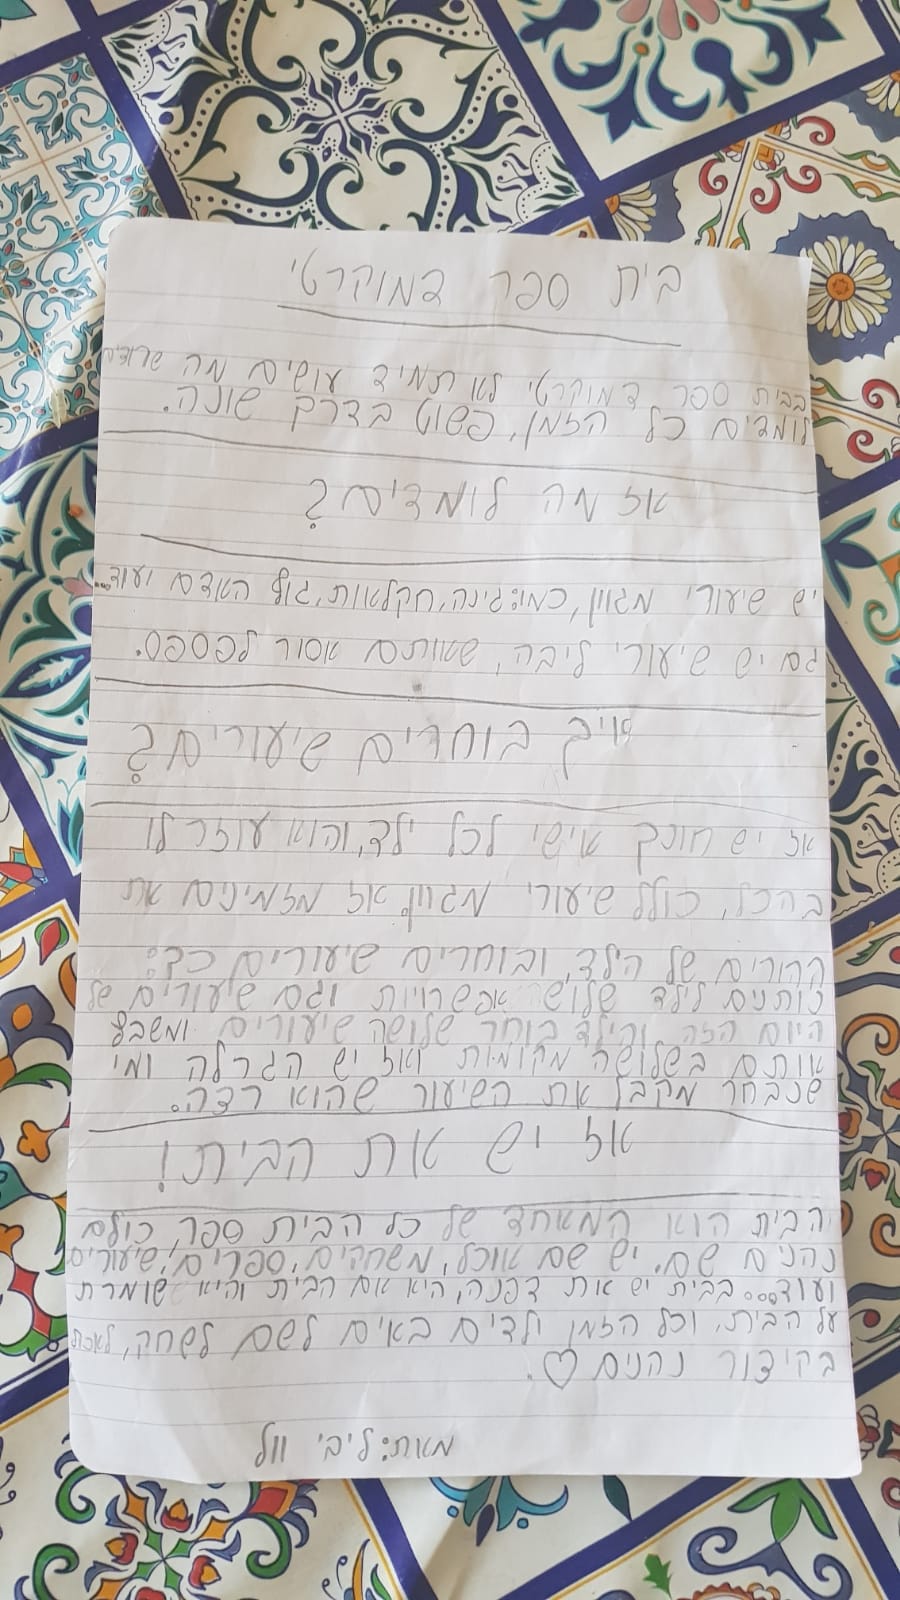 בית ספר דמוקרטי
בבית ספר דמוקרטי לא תמיד עושים מה שרוצים
לומדים כל הזמן, פשוט בדרך שונה.
אז מה לומדים?
יש שיעורי מגוון, כמו: גינה, חקלאות, גוף האדם ועוד...
גם יש שיעורי ליבה, שאותם אסור לפספס.
איך בוחרים שיעורים?
אז יש חונך אישי לכל ילד, והוא עוזר לו
בהכל, כולל שיעורי מגוון, אז מזמינים את
ההורים של הילד, ובוחרים שיעורים כך:
נותנים לילד שלושה אפשרויות וגם שיעורים של
היום הזה והילד בוחר שלושה שיעורים ומשבץ
אותם בשלושה מקומות ואז יש הגרלה ומי
שנבחר מקבל את השיעור שהוא רצה.
אז יש את הבית!
הבית הוא המאחד של כל הבית ספר, כולם
נהנים שם. יש שם אוכל, משחקים, ספרים, שיעורים
ועוד... בבית יש את דפנה, היא אם הבית והיא שומרת
על הבית, וכל הזמן ילדים באים לשם לשחק,
בקיצור נהנים ♡.
מאת: ליבי וול